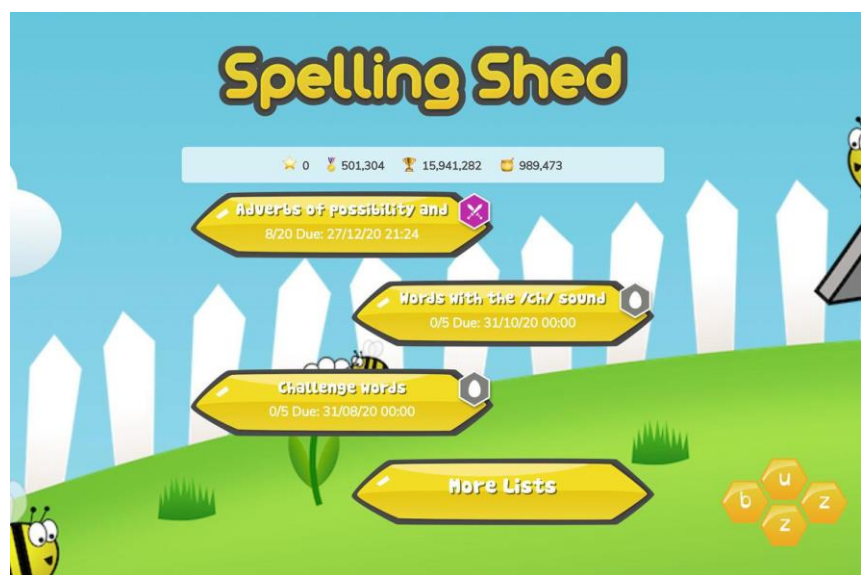 Spelling Shed
0 501,304 15,941,282 989,473
Adverbs of possibility and
8/20 Due: 27/12/20 21:24
Words with the /ch/ sound
0/5 Due: 31/10/20 00:00
Challenge words
0/5 Due: 31/08/20 00:00
More Lists
b u z z